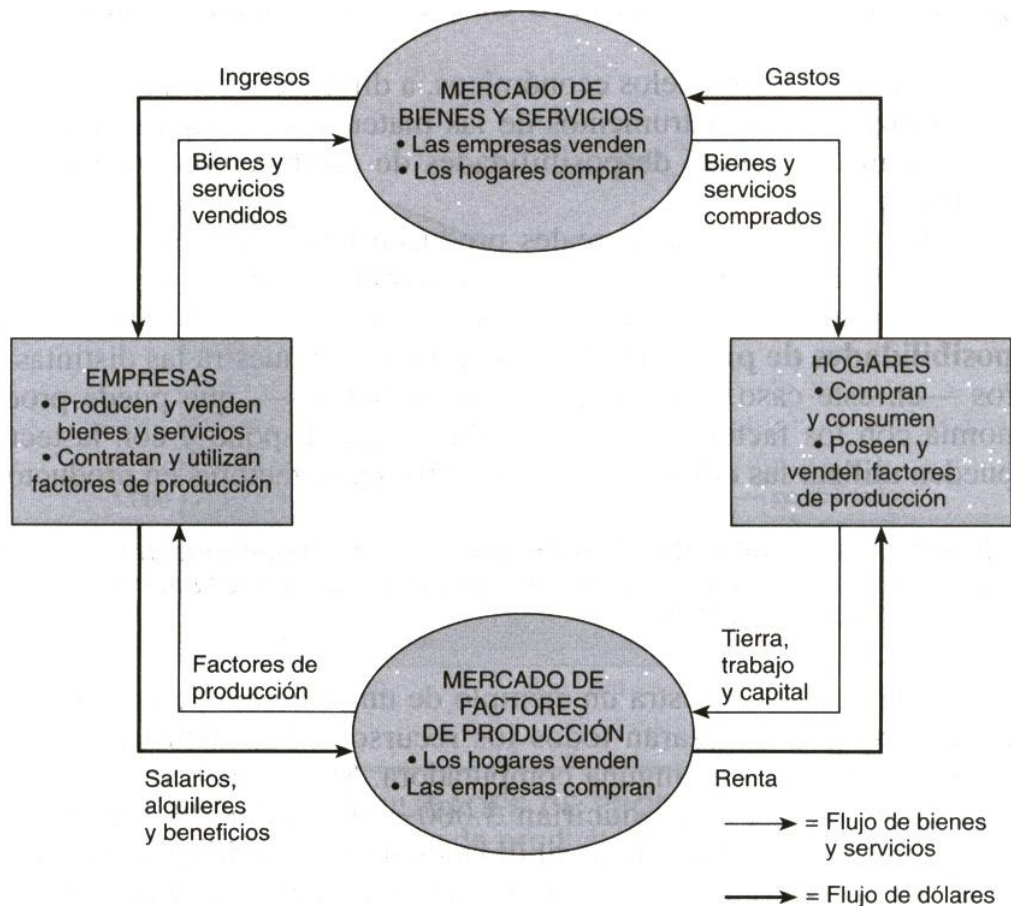 Ingresos
Gastos
MERCADO DE
BIENES Y SERVICIOS
• Las empresas venden
• Los hogares compran
Bienes y
servicios
vendidos
Bienes y
servicios
comprados
EMPRESAS
• Producen y venden
bienes y servicios
• Contratan y utilizan
factores de producción
HOGARES
• Compran
y consumen
• Poseen y
venden factores
de producción
Factores de
producción
Tierra,
trabajo
y capital
MERCADO DE
FACTORES
DE PRODUCCIÓN
• Los hogares venden
• Las empresas compran
Salarios,
alquileres
y beneficios
Renta
= Flujo de bienes
y servicios
= Flujo de dólares